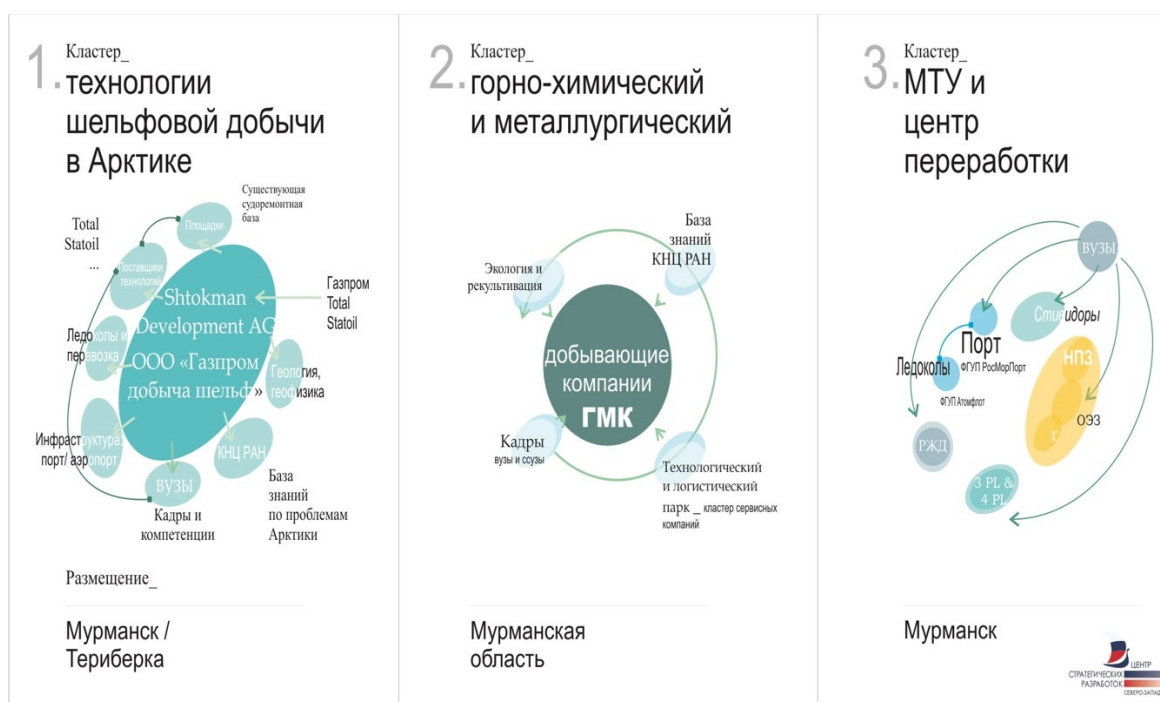 1.
Кластер_
технологии
шельфовой добычи
в Арктике
Существующая
судоремонтная
база
Площадки
Total
Statoil
...
Поставщики
технологий
Shtokman
Development AG
ООО «Газпром
добыча шельф»
Газпром
Total
Statoil
Ледоколы и
перевозка
Геология,
геофизика
Инфраструктура:
порт/ аэропорт
КНЦ РАН
ВУЗЫ
Кадры и
компетенции
База
знаний
по проблемам
Арктики
Размещение_
Мурманск /
Териберка
2.
Кластер_
горно-химический
и металлургический
База
знаний
КНЦ РАН
Экология и
рекультивация
добывающие
компании
ГМК
Кадры
вузы и ссузы
Технологический
и логистический
парк _ кластер сервисных
компаний
Мурманская
область
3.
Кластер_
МТУ и
центр
переработки
ВУЗЫ
Стивидоры
Порт
ФГУП РосМорПорт
Ледоколы
ФГУП Атомфлот
НПЗ
ОЭЗ
РЖД
3 PL &
4 PL
Мурманск
ЦЕНТР
СТРАТЕГИЧЕСКИХ
РАЗРАБОТОК
СЕВЕРО-ЗАПАД